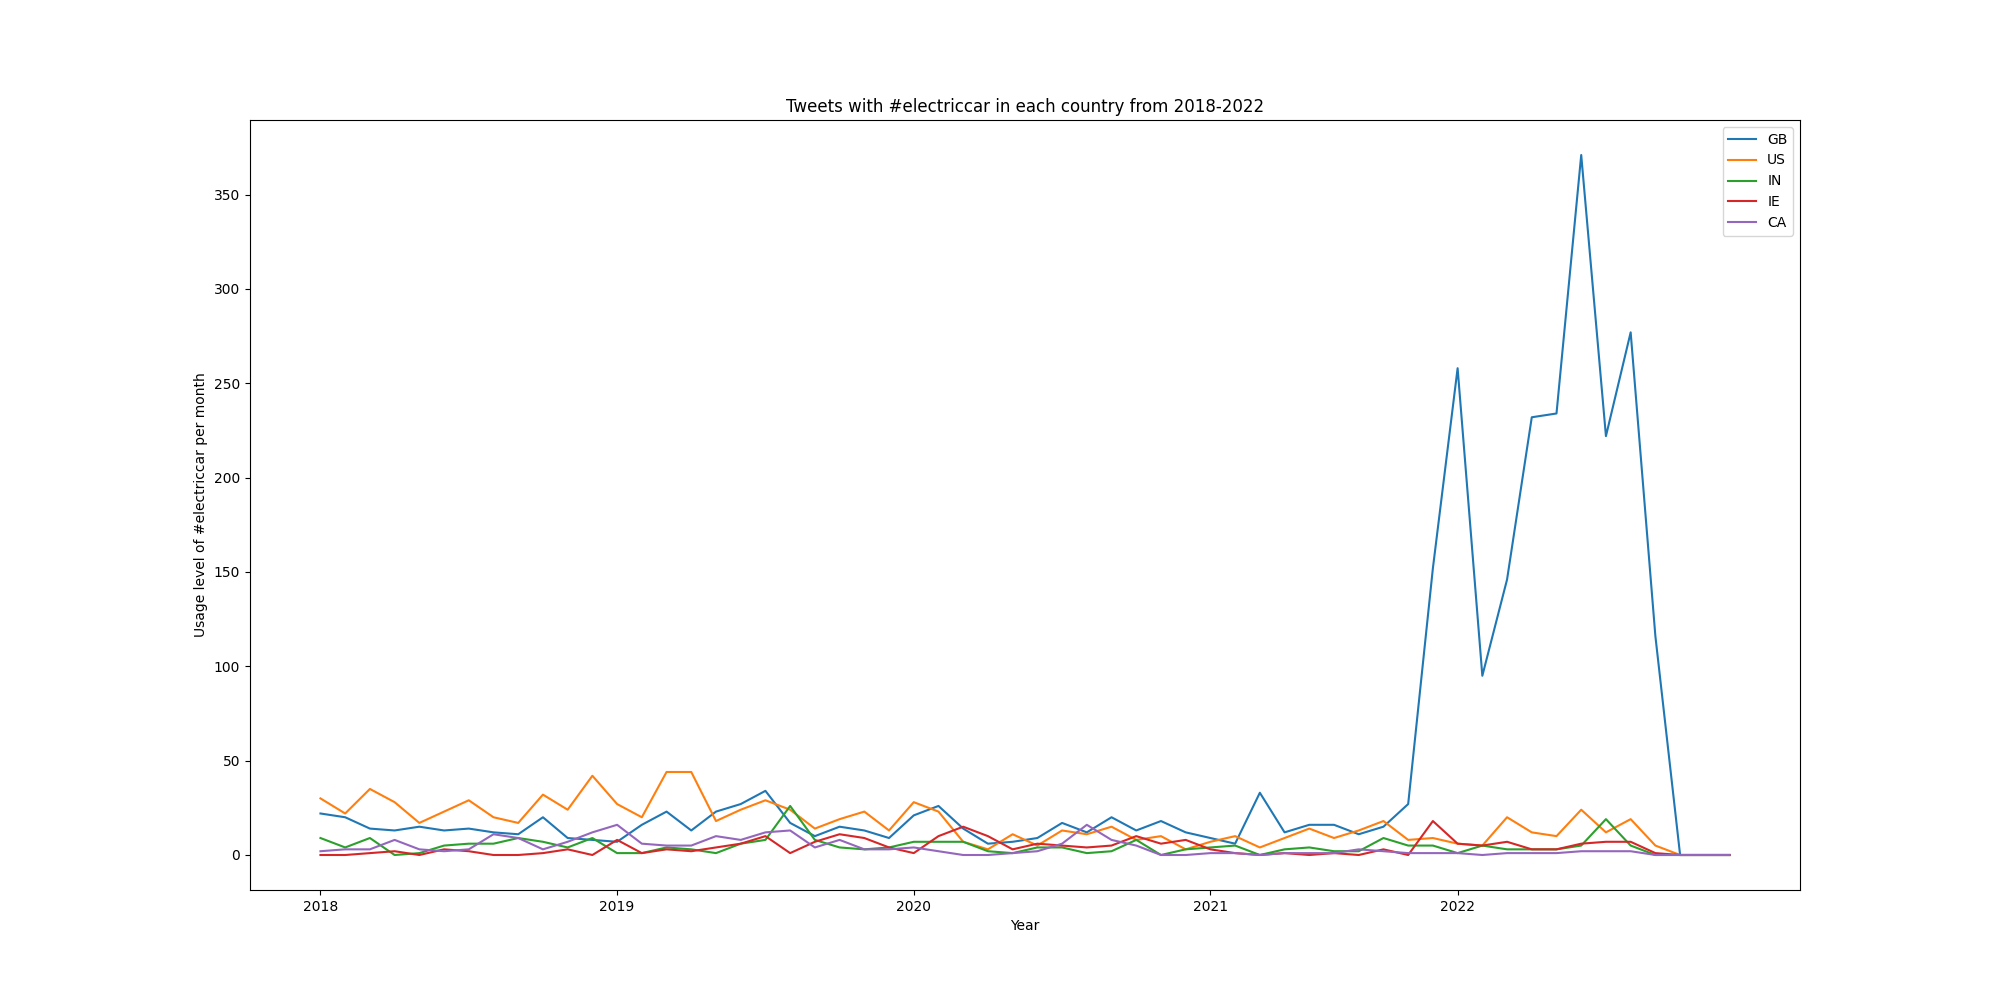 Tweets with #electriccar in each country from 2018-2022
GB
US
IN
IE
CA
350
300
250
200
150
100
50
0
Usage level of #electriccar per month
2018 2019 2020 2021 2022
Year